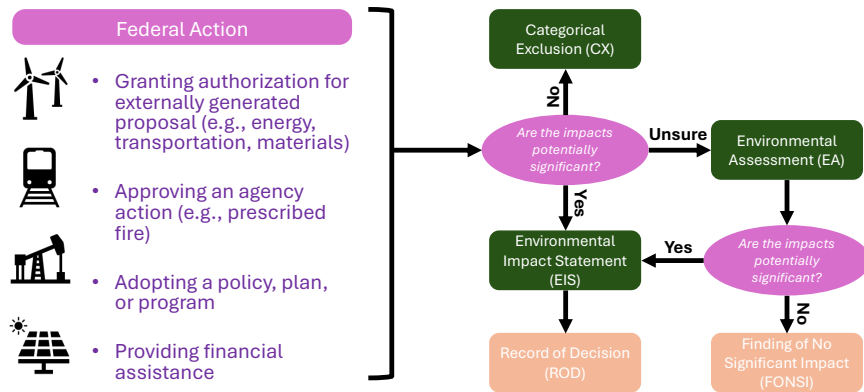 Federal Action
• Granting authorization for
externally generated
proposal (e.g., energy,
transportation, materials)
• Approving an agency
action (e.g., prescribed
fire)
• Adopting a policy, plan,
or program
• Providing financial
assistance
Categorical
Exclusion (CX)
No
Are the impacts
potentially
significant?
Unsure
Environmental
Assessment (EA)
Yes
Environmental
Impact Statement
(EIS)
Yes
Are the impacts
potentially
significant?
No
Record of Decision
(ROD)
Finding of No
Significant Impact
(FONSI)